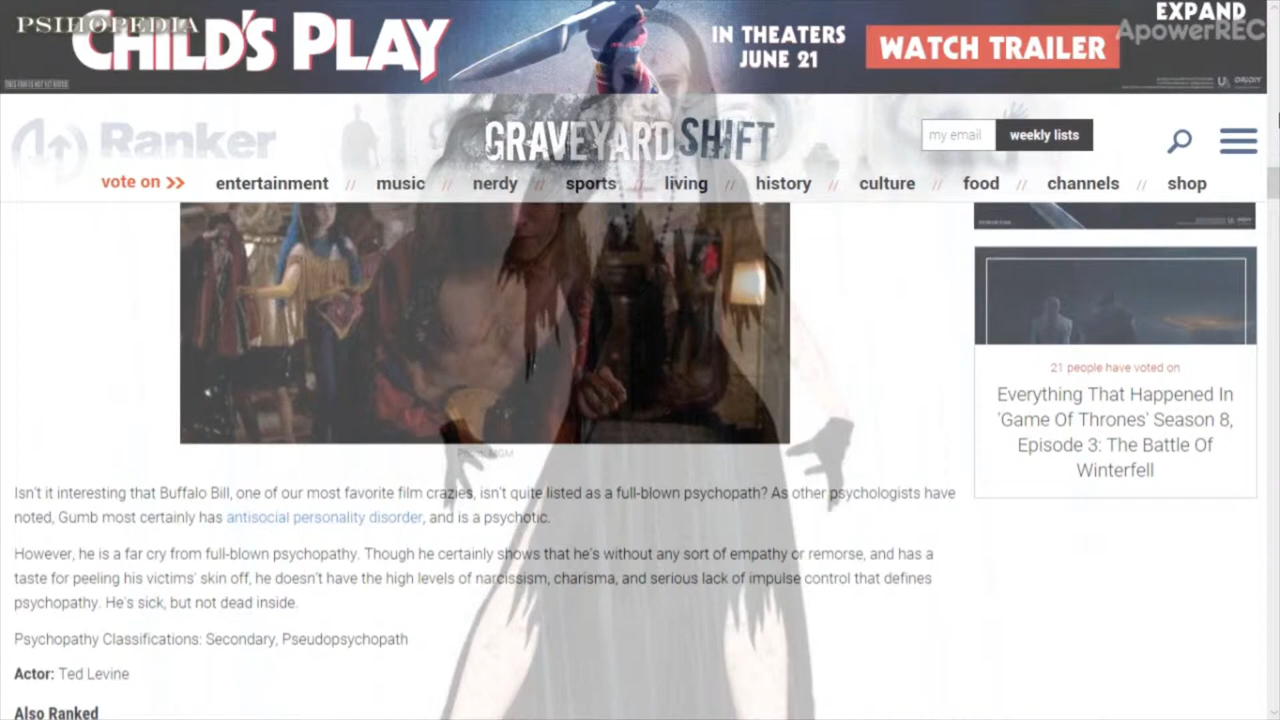 PSIHOPEDIA
CHILD'S PLAY
IN THEATERS
JUNE 21
WATCH TRAILER
EXPAND
ApowerREC
Ranker
GRAVEYARD SHIFT
my email
weekly lists
vote on >> entertainment // music // nerdy // sports // living // history // culture // food // channels // shop
Photo: MGM
21 people have voted on
Everything That Happened In
'Game Of Thrones' Season 8,
Episode 3: The Battle Of
Winterfell
Isn't it interesting that Buffalo Bill, one of our most favorite film crazies, isn't quite listed as a full-blown psychopath? As other psychologists have
noted, Gumb most certainly has antisocial personality disorder, and is a psychotic.
However, he is a far cry from full-blown psychopathy. Though he certainly shows that he's without any sort of empathy or remorse, and has a
taste for peeling his victims' skin off, he doesn't have the high levels of narcissism, charisma, and serious lack of impulse control that defines
psychopathy. He's sick, but not dead inside.
Psychopathy Classifications: Secondary, Pseudopsychopath
Actor: Ted Levine
Also Ranked